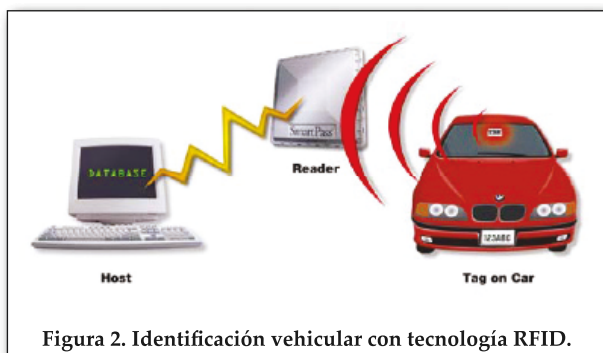 SmartPass
Reader
DATABASE
Host
123ABC
Tag on Car
Figura 2. Identificación vehicular con tecnología RFID.